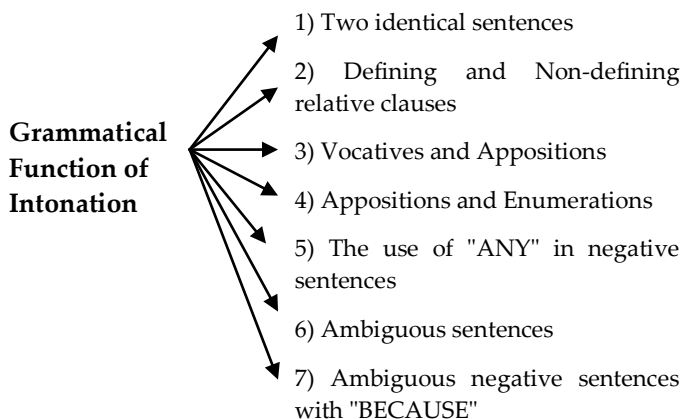 Grammatical
Function of
Intonation
1) Two identical sentences
2) Defining and Non-defining
relative clauses
3) Vocatives and Appositions
4) Appositions and Enumerations
5) The use of "ANY" in negative
sentences
6) Ambiguous sentences
7) Ambiguous negative sentences
with "BECAUSE"